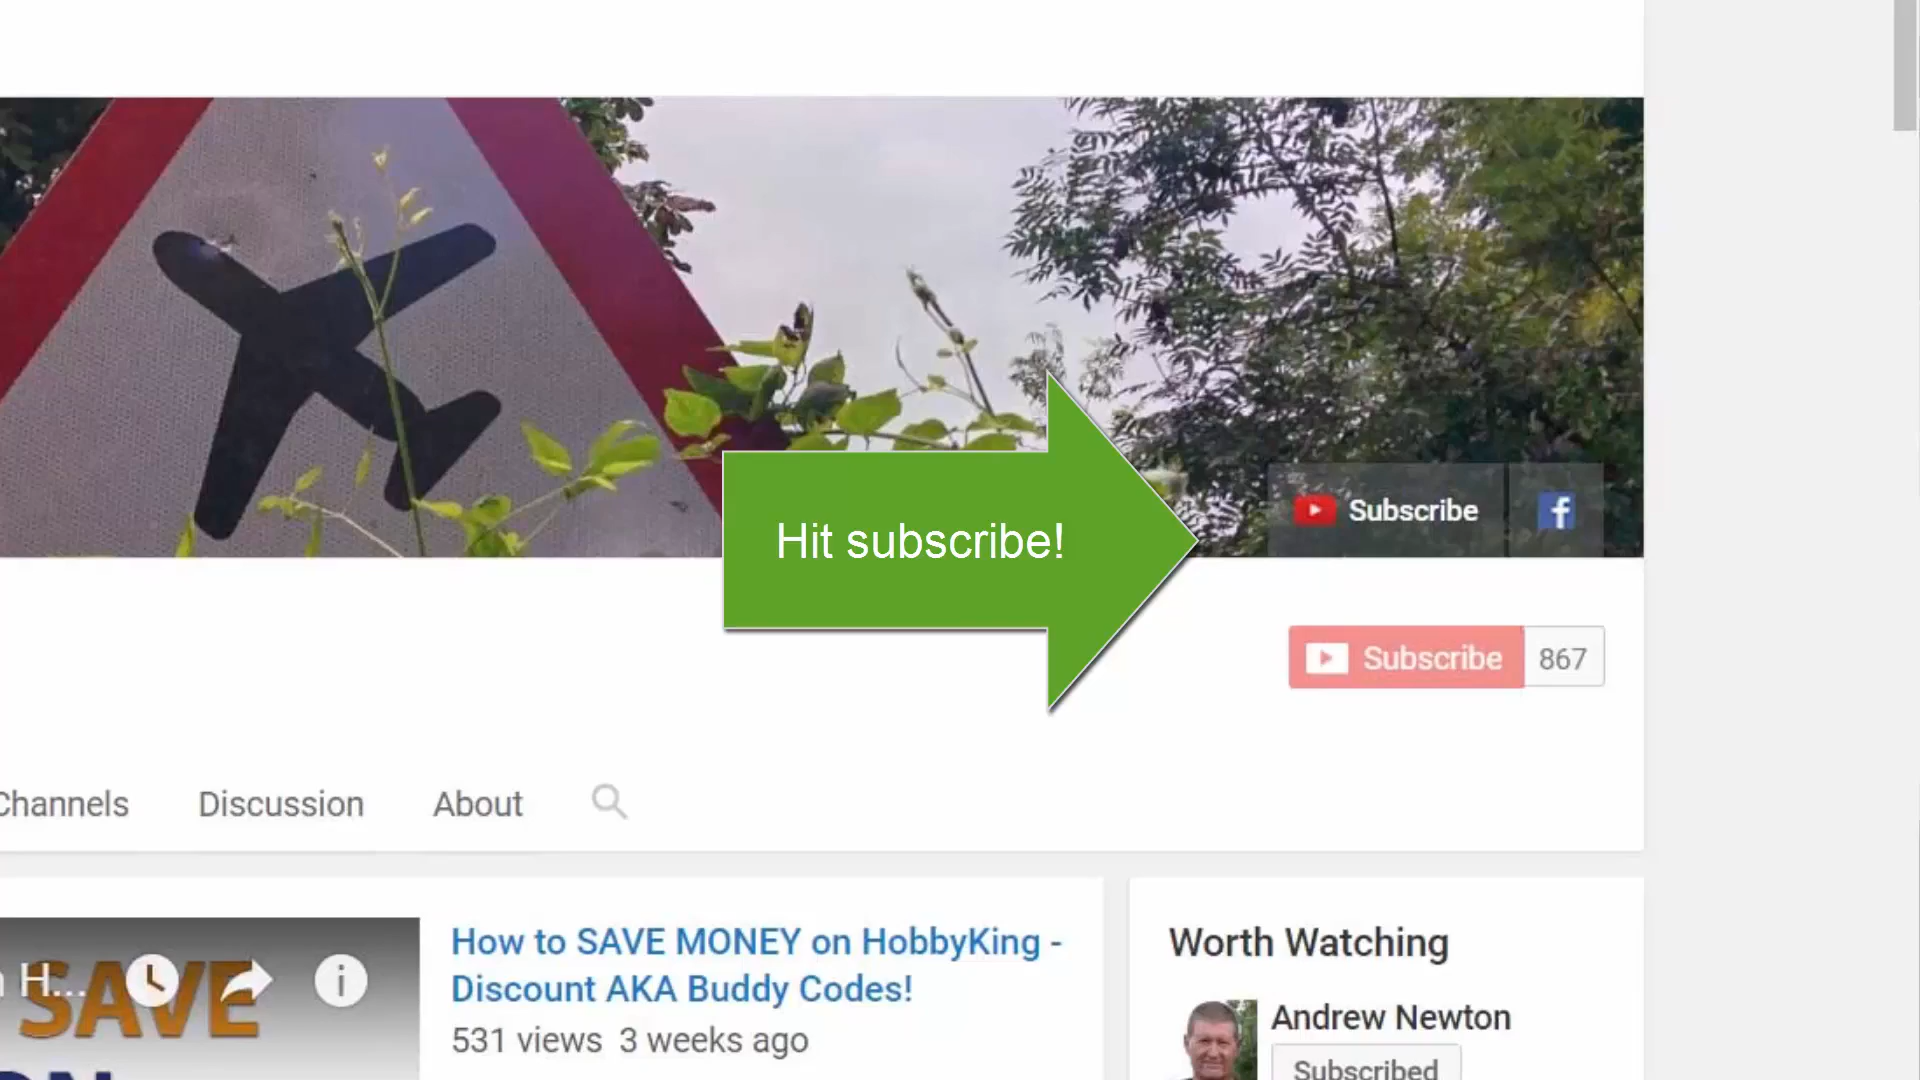 Subscribe
Hit subscribe!
Subscribe 867
Channels Discussion About
How to SAVE MONEY on HobbyKing -
Discount AKA Buddy Codes!
531 views 3 weeks ago
H...
SAVE
Worth Watching
Andrew Newton
Subscribed